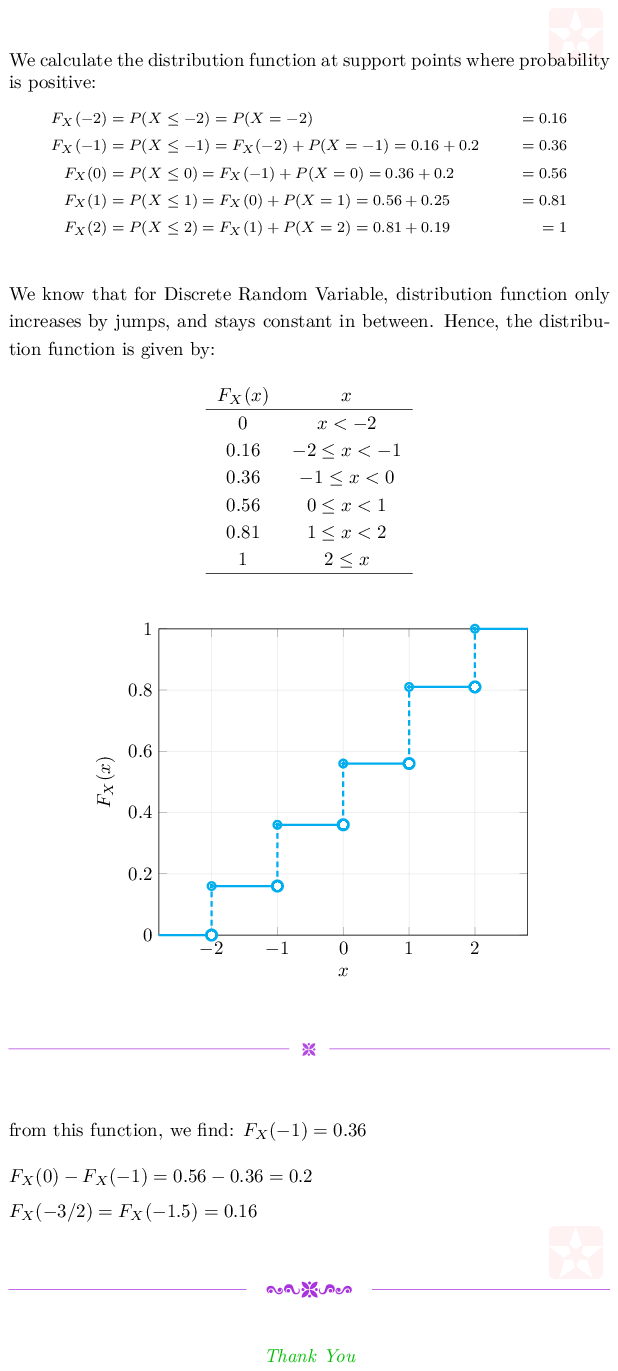 We calculate the distribution function at support points where probability
is positive:
F_X(−2) = P(X ≤ −2) = P(X = −2) = 0.16
F_X(−1) = P(X ≤ −1) = F_X(−2) + P(X = −1) = 0.16 + 0.2 = 0.36
F_X(0) = P(X ≤ 0) = F_X(−1) + P(X = 0) = 0.36 + 0.2 = 0.56
F_X(1) = P(X ≤ 1) = F_X(0) + P(X = 1) = 0.56 + 0.25 = 0.81
F_X(2) = P(X ≤ 2) = F_X(1) + P(X = 2) = 0.81 + 0.19 = 1
We know that for Discrete Random Variable, distribution function only
increases by jumps, and stays constant in between. Hence, the distribu-
tion function is given by:
F_X(x) x
0 x < −2
0.16 −2 ≤ x < −1
0.36 −1 ≤ x < 0
0.56 0 ≤ x < 1
0.81 1 ≤ x < 2
1 2 ≤ x
1
0.8
0.6
F_X(x)
0.4
0.2
0
−2 −1 0 1 2
x
from this function, we find: F_X(−1) = 0.36
F_X(0) − F_X(−1) = 0.56 − 0.36 = 0.2
F_X(−3/2) = F_X(−1.5) = 0.16
Thank You